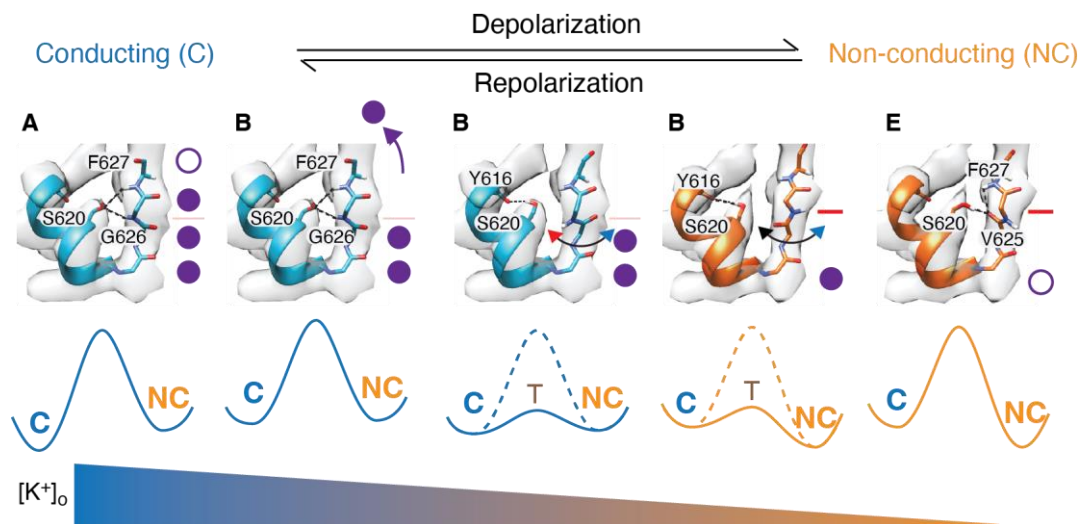 Depolarization
Conducting (C)
Non-conducting (NC)
Repolarization
A
B
B
B
E
F627
F627
Y616
Y616
F627
S620
S620
S620
S620
S620
G626
G626
V625
C
NC
C
NC
C
T
NC
C
T
NC
C
NC
[K⁺]ₒ